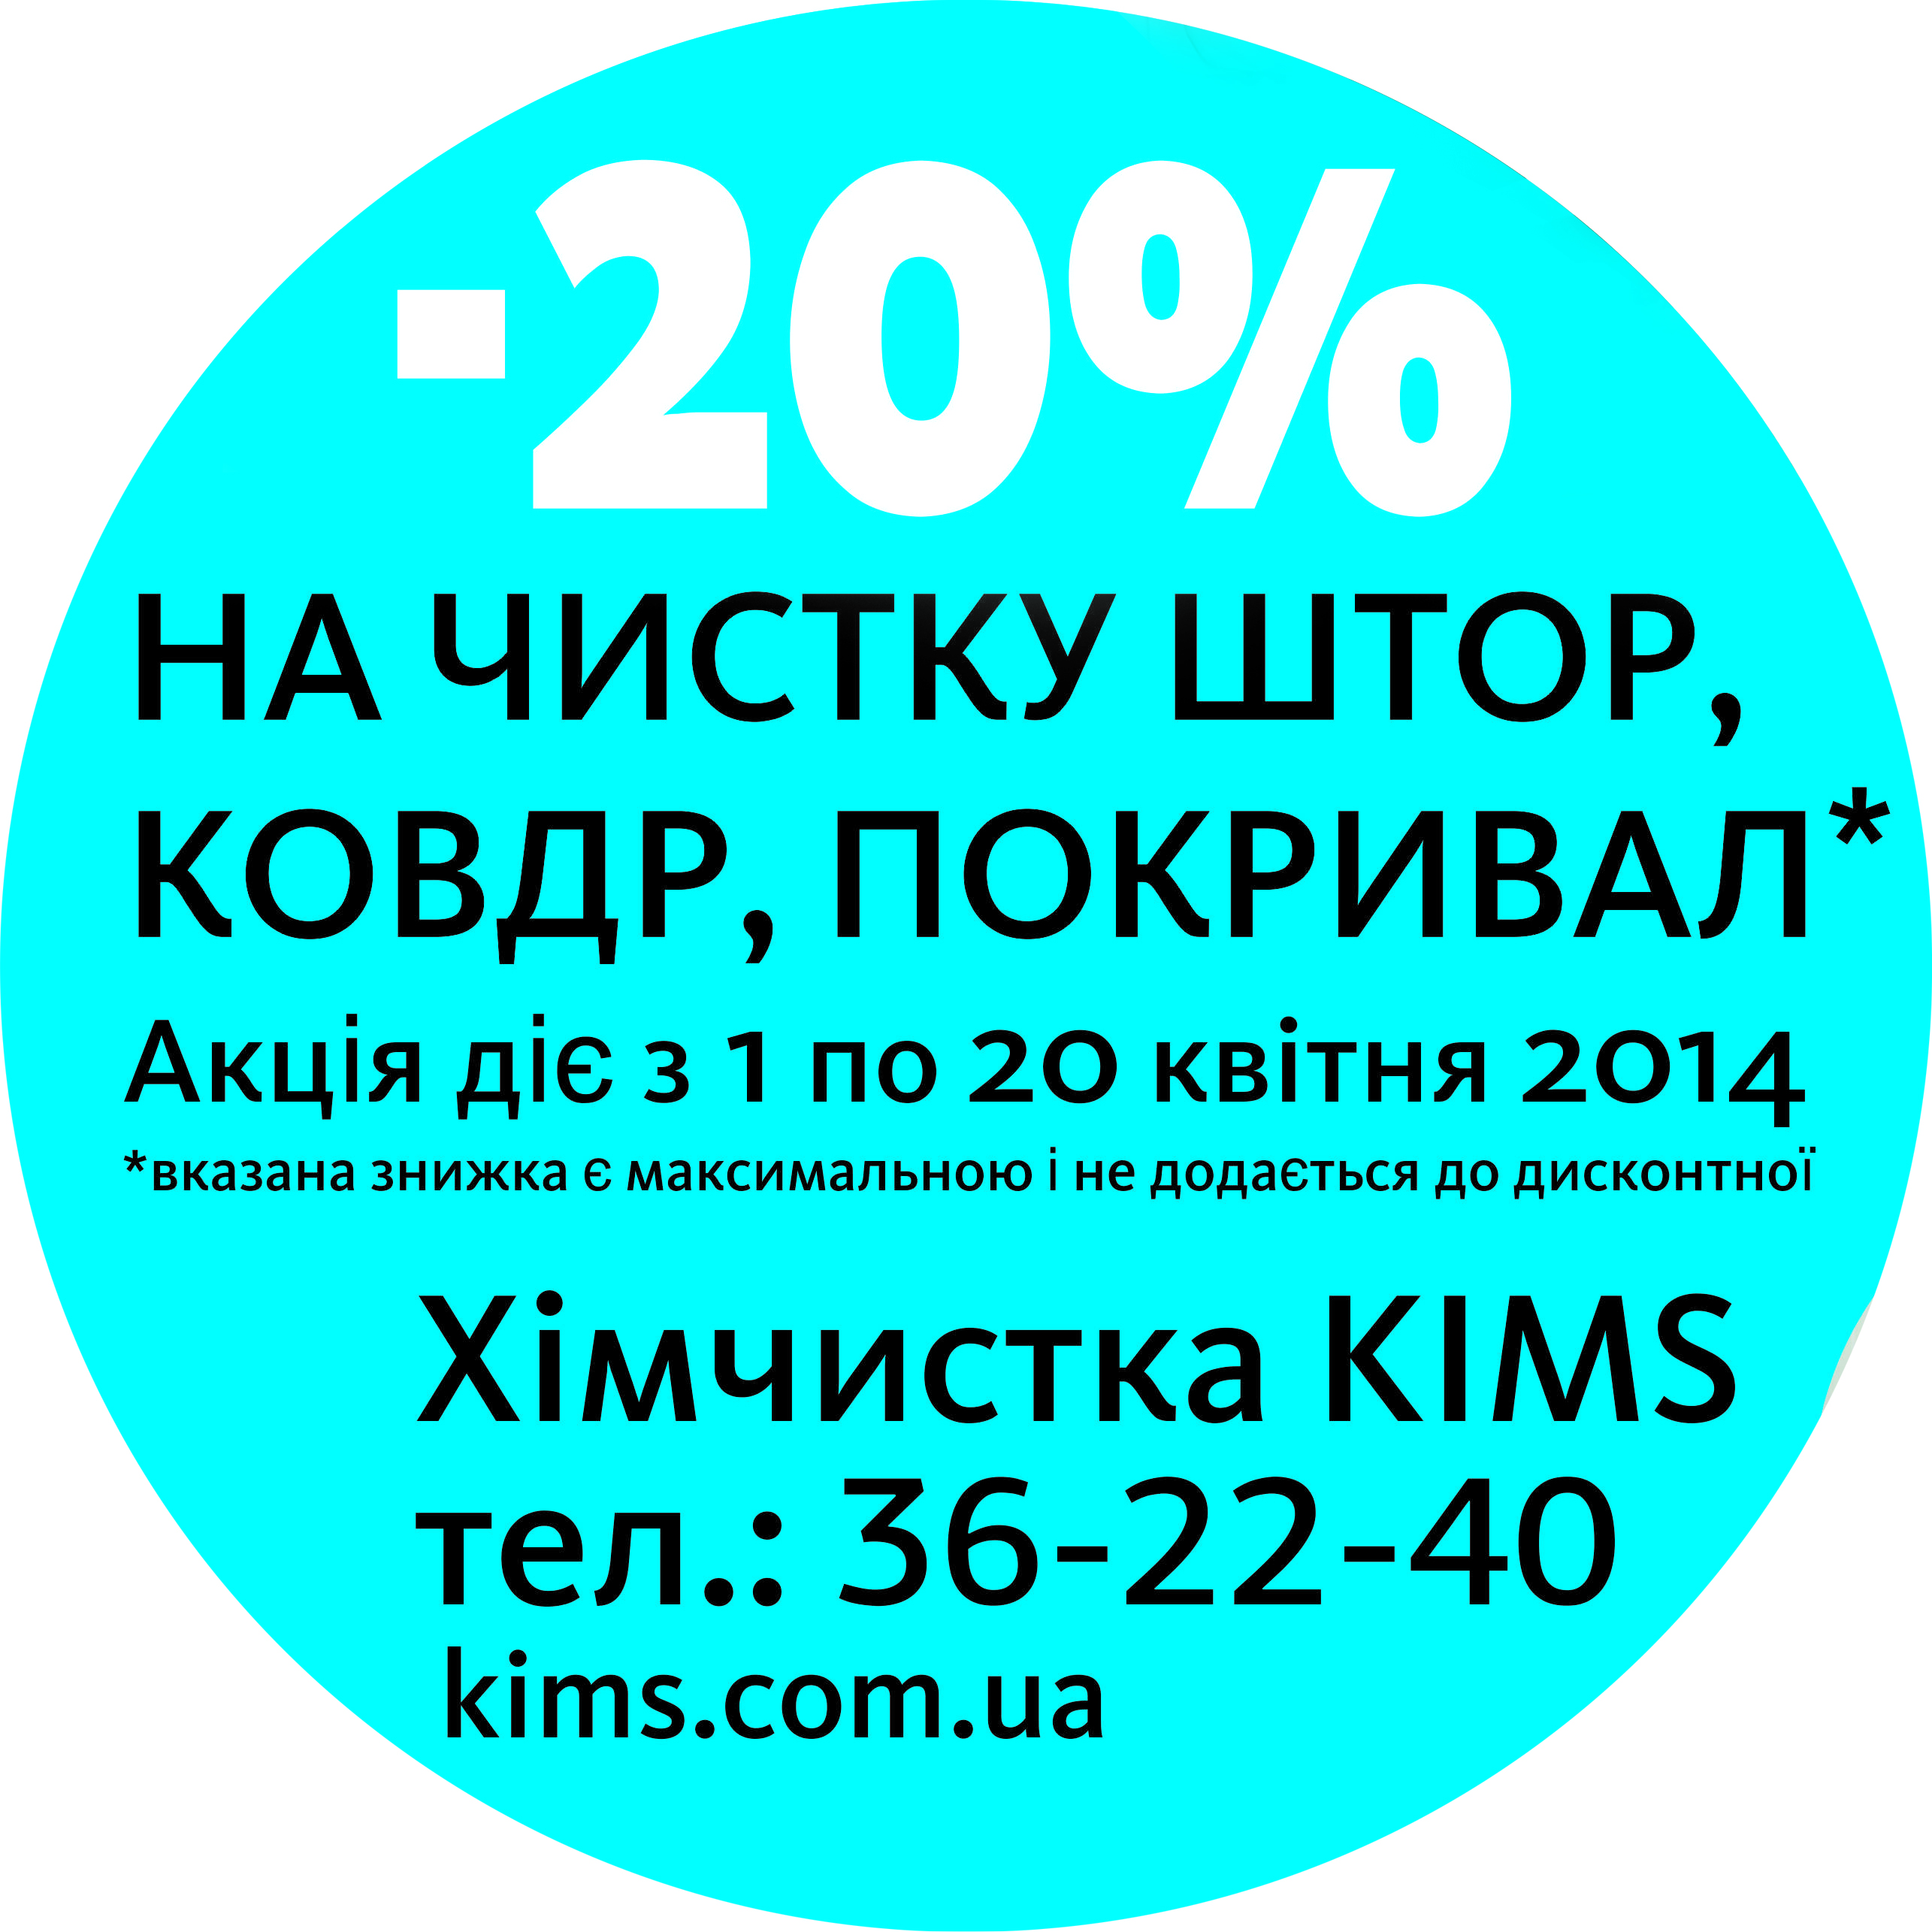 -20%
НА ЧИСТКУ ШТОР,
КОВДР, ПОКРИВАЛ*
Акція діє з 1 по 20 квітня 2014
*вказана знижка є максимальною і не додається до дисконтної
Хімчистка KIMS
тел.: 36-22-40
kims.com.ua